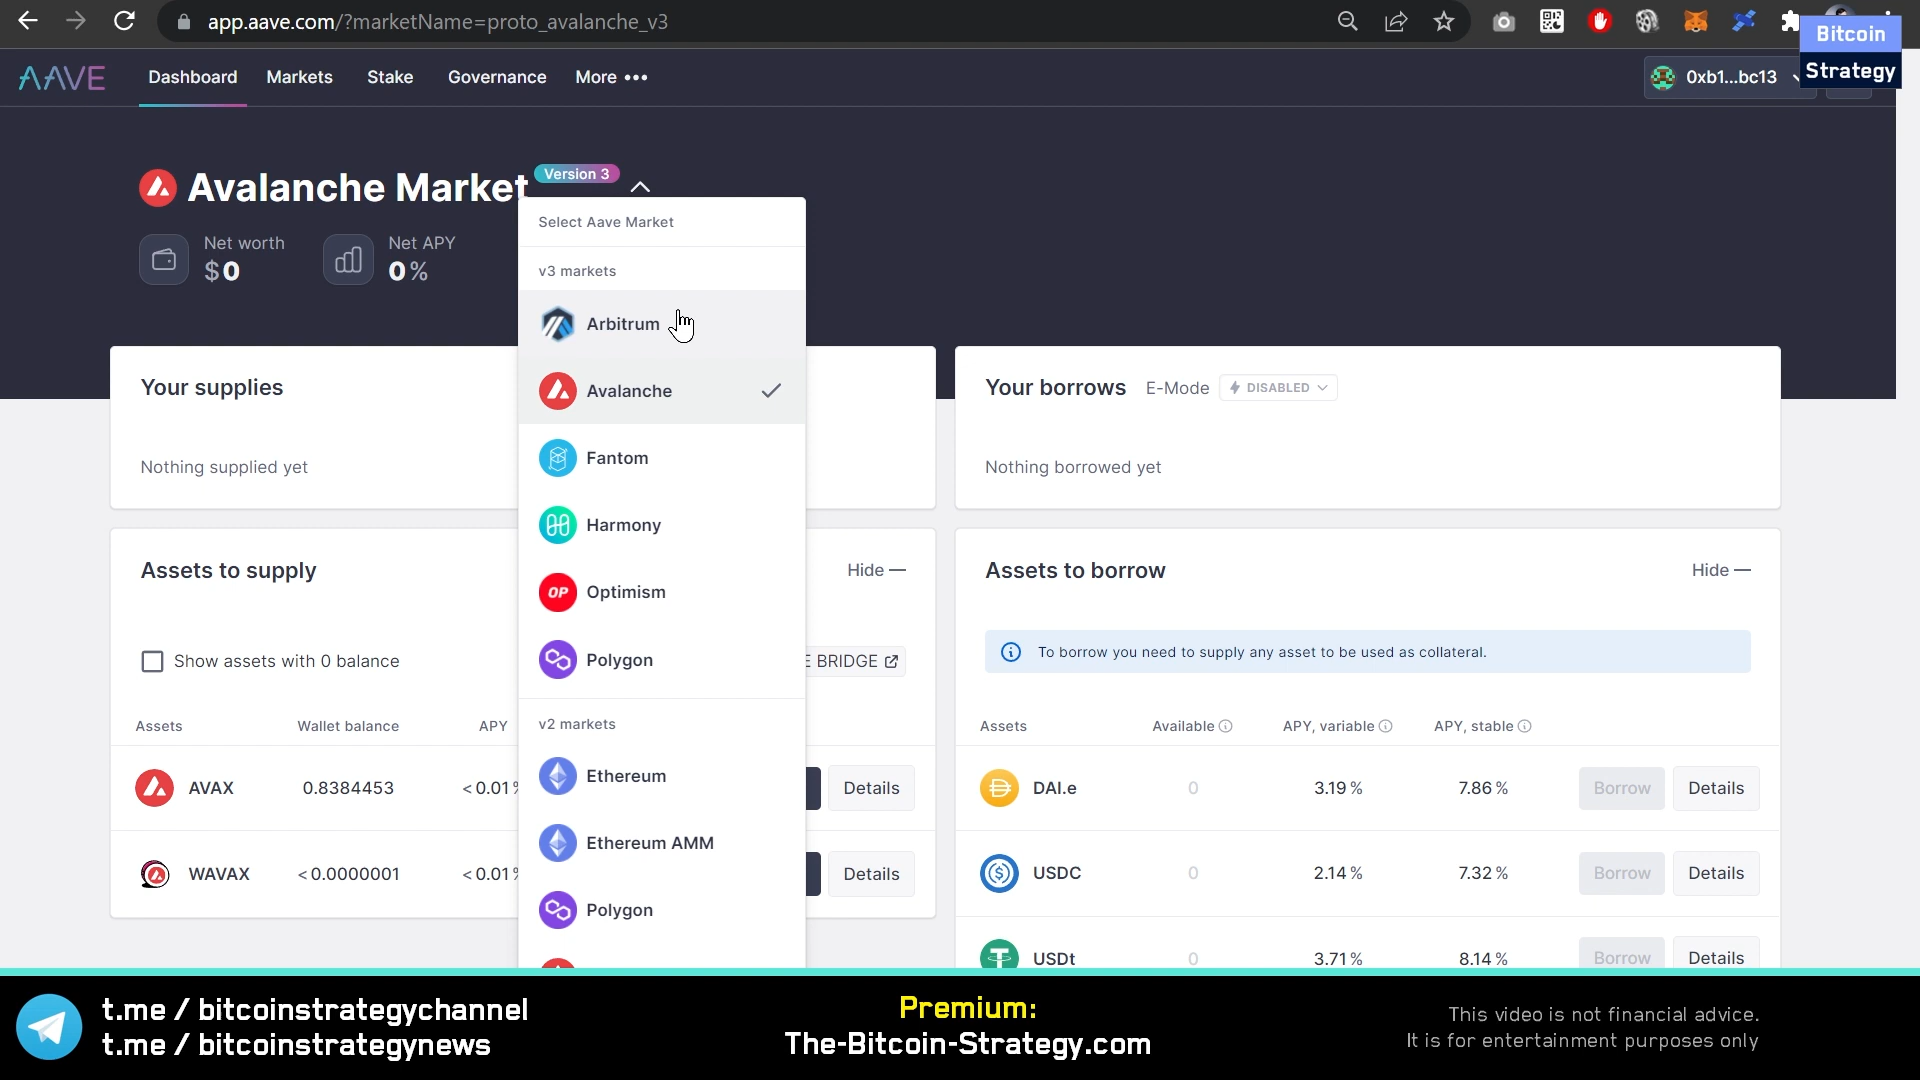 app.aave.com/?marketName=proto_avalanche_v3
Bitcoin
Strategy
AAVE
Dashboard
Markets
Stake
Governance
More
0xb1...bc13
Avalanche Market
Version 3
Net worth
$0
Net APY
0%
Select Aave Market
v3 markets
Arbitrum
Avalanche
Fantom
Harmony
Optimism
Polygon
v2 markets
Ethereum
Ethereum AMM
Polygon
Your supplies
Nothing supplied yet
Your borrows
E-Mode
DISABLED
Nothing borrowed yet
Assets to supply
Hide
Show assets with 0 balance
BRIDGE
Assets
Wallet balance
APY
AVAX
0.8384453
<0.01%
Details
WAVAX
<0.0000001
<0.01%
Details
Assets to borrow
Hide
To borrow you need to supply any asset to be used as collateral.
Assets
Available
APY, variable
APY, stable
DAI.e
0
3.19%
7.86%
Borrow
Details
USDC
0
2.14%
7.32%
Borrow
Details
USDt
0
3.71%
8.14%
Borrow
Details
t.me / bitcoinstrategychannel
t.me / bitcoinstrategynews
Premium:
The-Bitcoin-Strategy.com
This video is not financial advice.
It is for entertainment purposes only